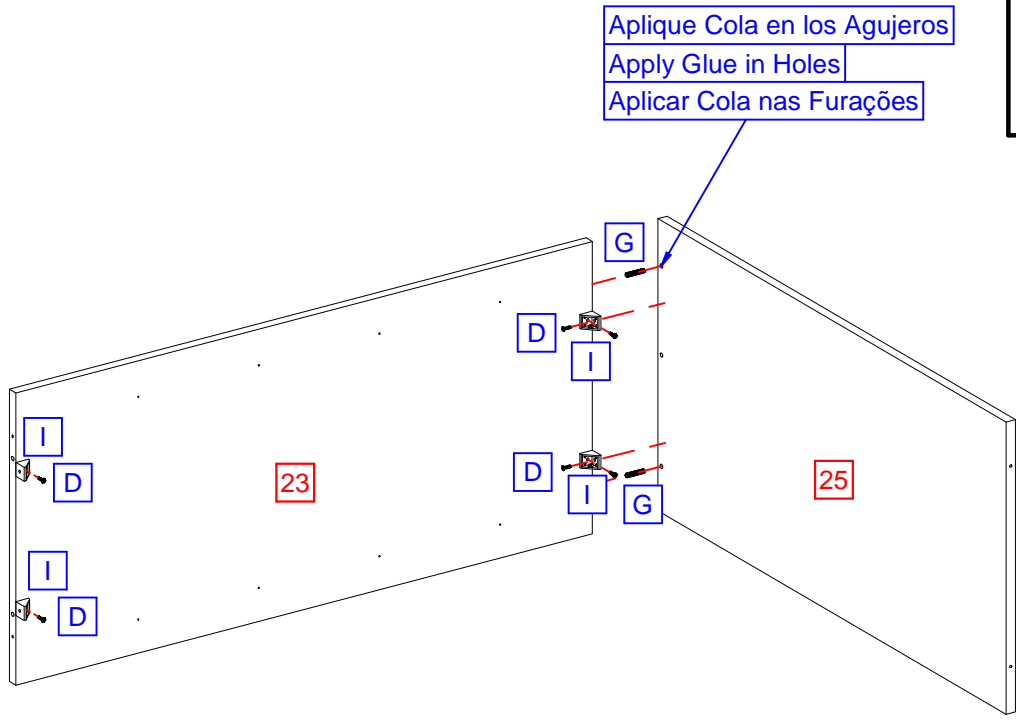 Aplique Cola en los Agujeros
Apply Glue in Holes
Aplicar Cola nas Furações
G
D
I
I
D
23
D
I
G
25
I
D